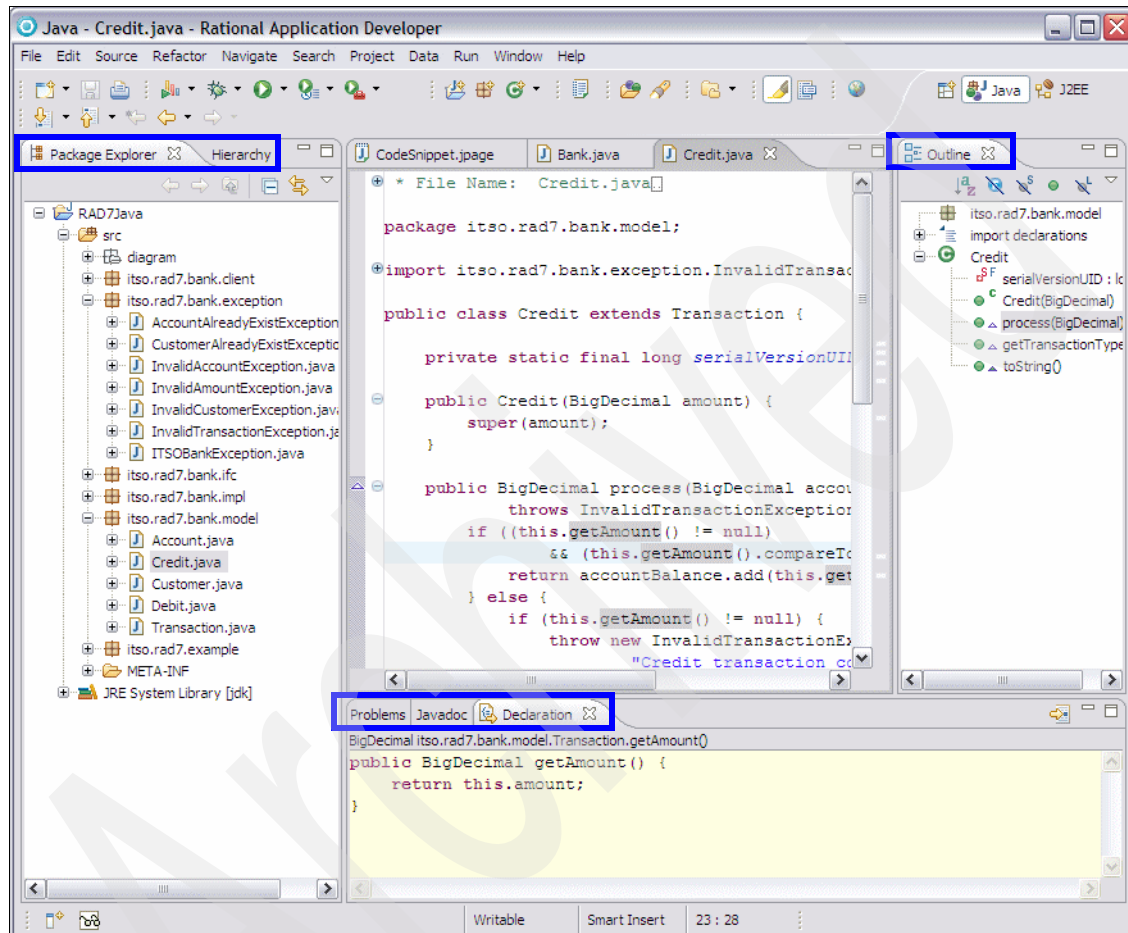 Java - Credit.java - Rational Application Developer
File Edit Source Refactor Navigate Search Project Data Run Window Help
Java J2EE
Package Explorer Hierarchy
RAD7Java
src
diagram
itso.rad7.bank.client
itso.rad7.bank.exception
AccountAlreadyExistException
CustomerAlreadyExistExceptic
InvalidAccountException.java
InvalidAmountException.java
InvalidCustomerException.java
InvalidTransactionException.ja
ITSOBankException.java
itso.rad7.bank.ifc
itso.rad7.bank.impl
itso.rad7.bank.model
Account.java
Credit.java
Customer.java
Debit.java
Transaction.java
itso.rad7.example
META-INF
JRE System Library [jdk]
CodeSnippet.jpage Bank.java Credit.java
* File Name: Credit.java
package itso.rad7.bank.model;
import itso.rad7.bank.exception.InvalidTransac
public class Credit extends Transaction {
private static final long serialVersionUI
public Credit(BigDecimal amount) {
super(amount);
}
public BigDecimal process(BigDecimal accou
throws InvalidTransactionException
if ((this.getAmount() != null)
&& (this.getAmount().compareTo
return accountBalance.add(this.get
} else {
if (this.getAmount() != null) {
throw new InvalidTransactionEx
"Credit transaction co
Outline
itso.rad7.bank.model
import declarations
Credit
serialVersionUID : lo
Credit(BigDecimal)
process(BigDecimal)
getTransactionType
toString()
Problems Javadoc Declaration
BigDecimal itso.rad7.bank.model.Transaction.getAmount()
public BigDecimal getAmount() {
return this.amount;
}
Writable Smart Insert 23 : 28
Archived